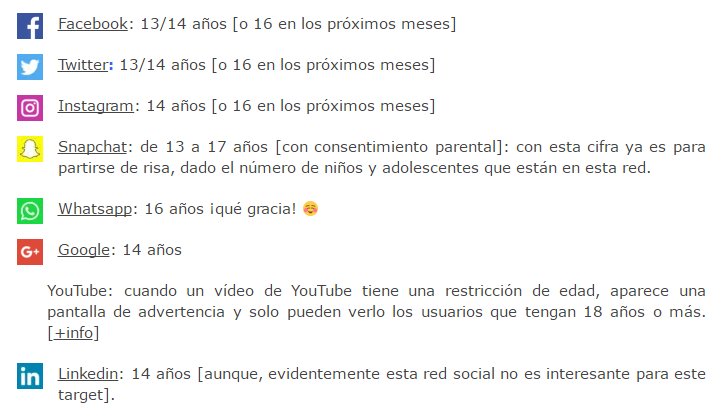 Facebook: 13/14 años [o 16 en los próximos meses]
Twitter: 13/14 años [o 16 en los próximos meses]
Instagram: 14 años [o 16 en los próximos meses]
Snapchat: de 13 a 17 años [con consentimiento parental]: con esta cifra ya es para
partirse de risa, dado el número de niños y adolescentes que están en esta red.
Whatsapp: 16 años ¡qué gracia! ☺️
Google: 14 años
YouTube: cuando un vídeo de YouTube tiene una restricción de edad, aparece una
pantalla de advertencia y solo pueden verlo los usuarios que tengan 18 años o más.
[+info]
Linkedin: 14 años [aunque, evidentemente esta red social no es interesante para este
target].